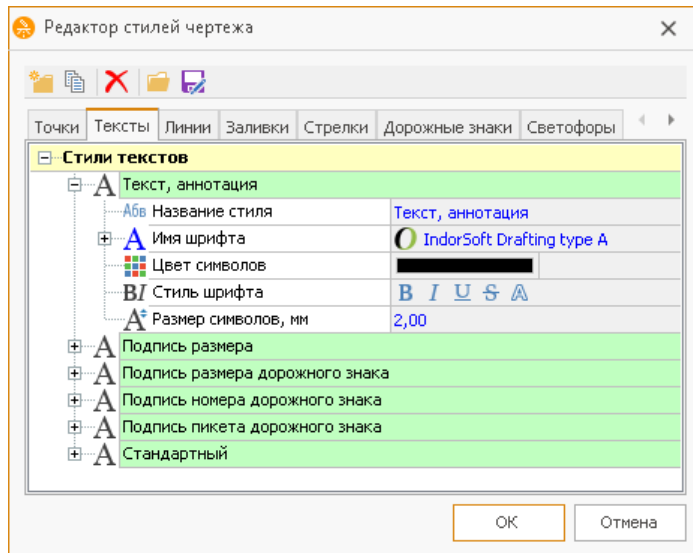 Редактор стилей чертежа
Точки Тексты Линии Заливки Стрелки Дорожные знаки Светофоры
Стили текстов
Текст, аннотация
Абв Название стиля Текст, аннотация
Имя шрифта IndorSoft Drafting type A
Цвет символов
BI Стиль шрифта B I U S A
Размер символов, мм 2,00
Подпись размера
Подпись размера дорожного знака
Подпись номера дорожного знака
Подпись пикета дорожного знака
Стандартный
ОК Отмена